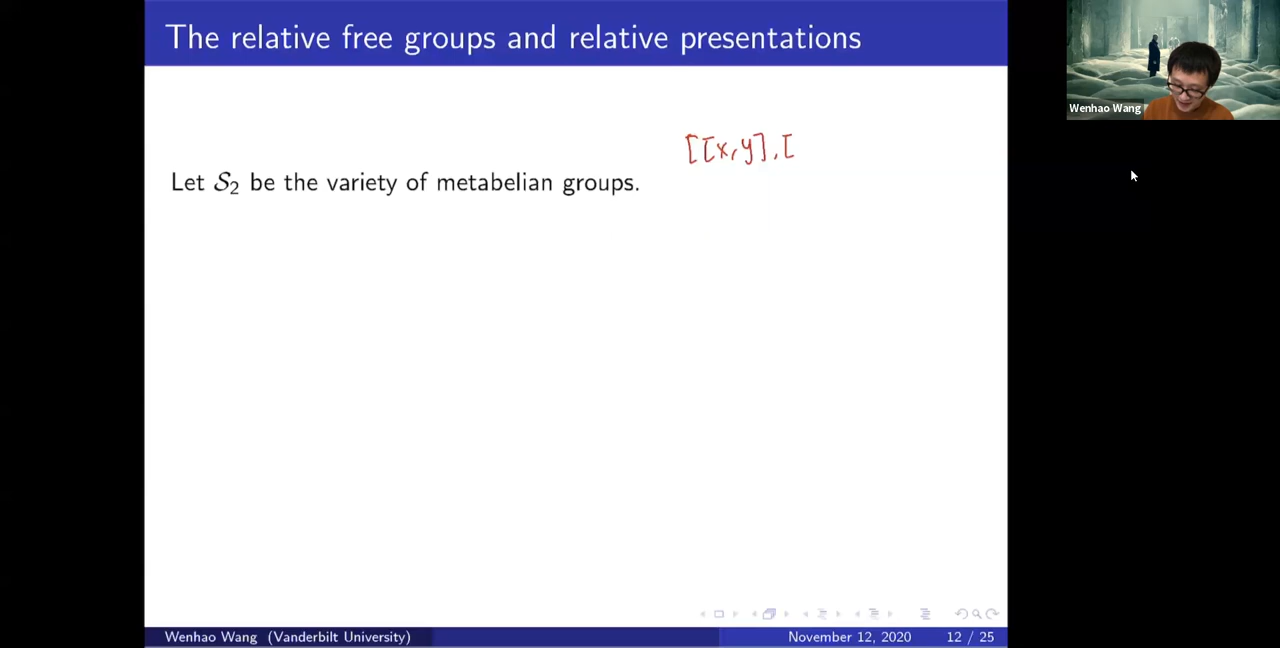 The relative free groups and relative presentations
Wenhao Wang
[[x,y],[
Let 𝒮₂ be the variety of metabelian groups.
Wenhao Wang (Vanderbilt University) November 12, 2020 12 / 25